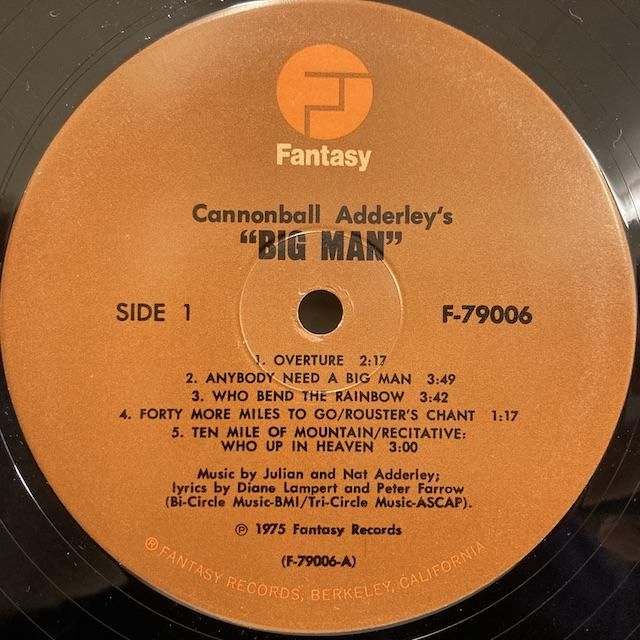 Fantasy
Cannonball Adderley's
"BIG MAN"
SIDE 1
F-79006
1. OVERTURE 2:17
2. ANYBODY NEED A BIG MAN 3:49
3. WHO BEND THE RAINBOW 3:42
4. FORTY MORE MILES TO GO/ROUSTER'S CHANT 1:17
5. TEN MILE OF MOUNTAIN/RECITATIVE:
WHO UP IN HEAVEN 3:00
Music by Julian and Nat Adderley;
lyrics by Diane Lampert and Peter Farrow
(Bi-Circle Music-BMI/Tri-Circle Music-ASCAP).
℗ 1975 Fantasy Records
(F-79006-A)
® FANTASY RECORDS, BERKELEY, CALIFORNIA